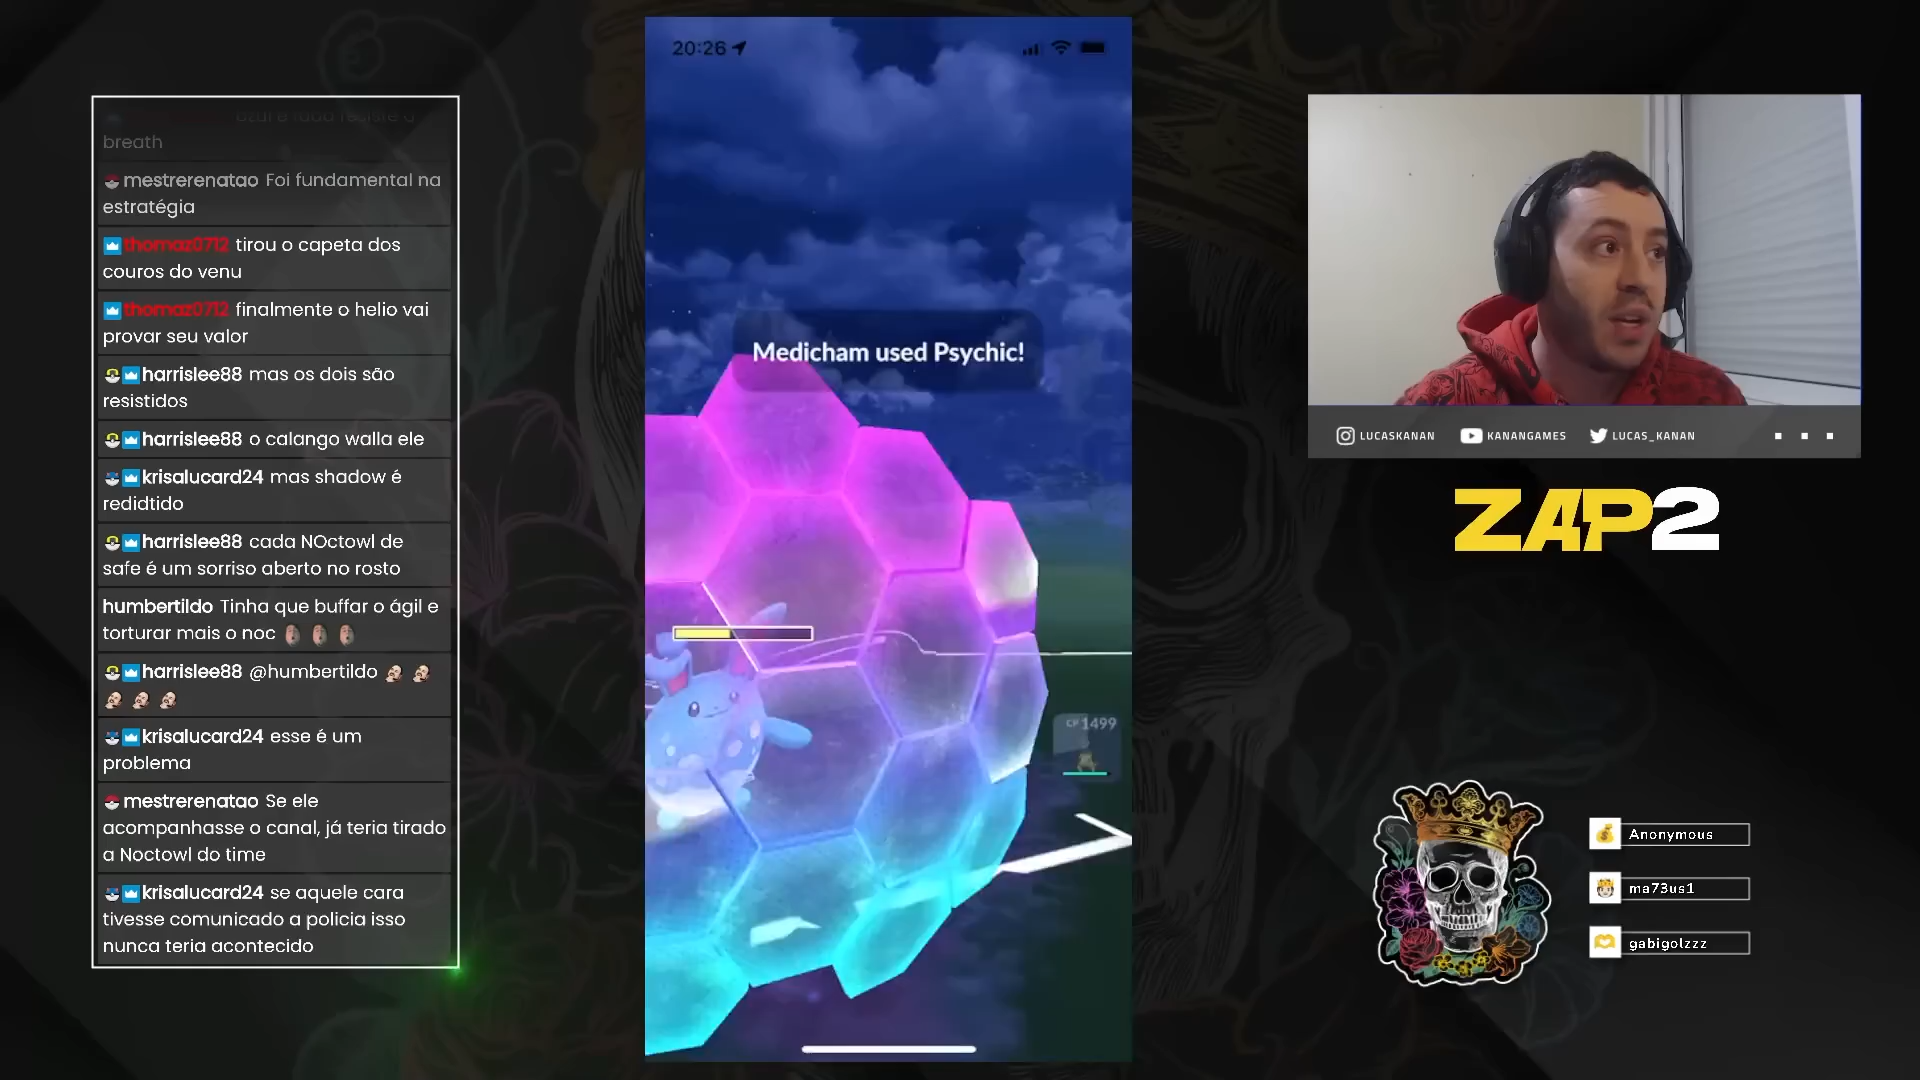 breath
mestrerenatao Foi fundamental na
estratégia
thomaz0712 tirou o capeta dos
couros do venu
thomaz0712 finalmente o helio vai
provar seu valor
harrislee88 mas os dois são
resistidos
harrislee88 o calango walla ele
krisalucard24 mas shadow é
redidtido
harrislee88 cada NOctowl de
safe é um sorriso aberto no rosto
humbertildo Tinha que buffar o ágil e
torturar mais o noc
harrislee88 @humbertildo
krisalucard24 esse é um
problema
mestrerenatao Se ele
acompanhasse o canal, já teria tirado
a Noctowl do time
krisalucard24 se aquele cara
tivesse comunicado a policia isso
nunca teria acontecido
20:26
Medicham used Psychic!
CP 1499
LUCASKANAN KANANGAMES LUCAS_KANAN
ZAP2
Anonymous
ma73us1
gabigolzzz